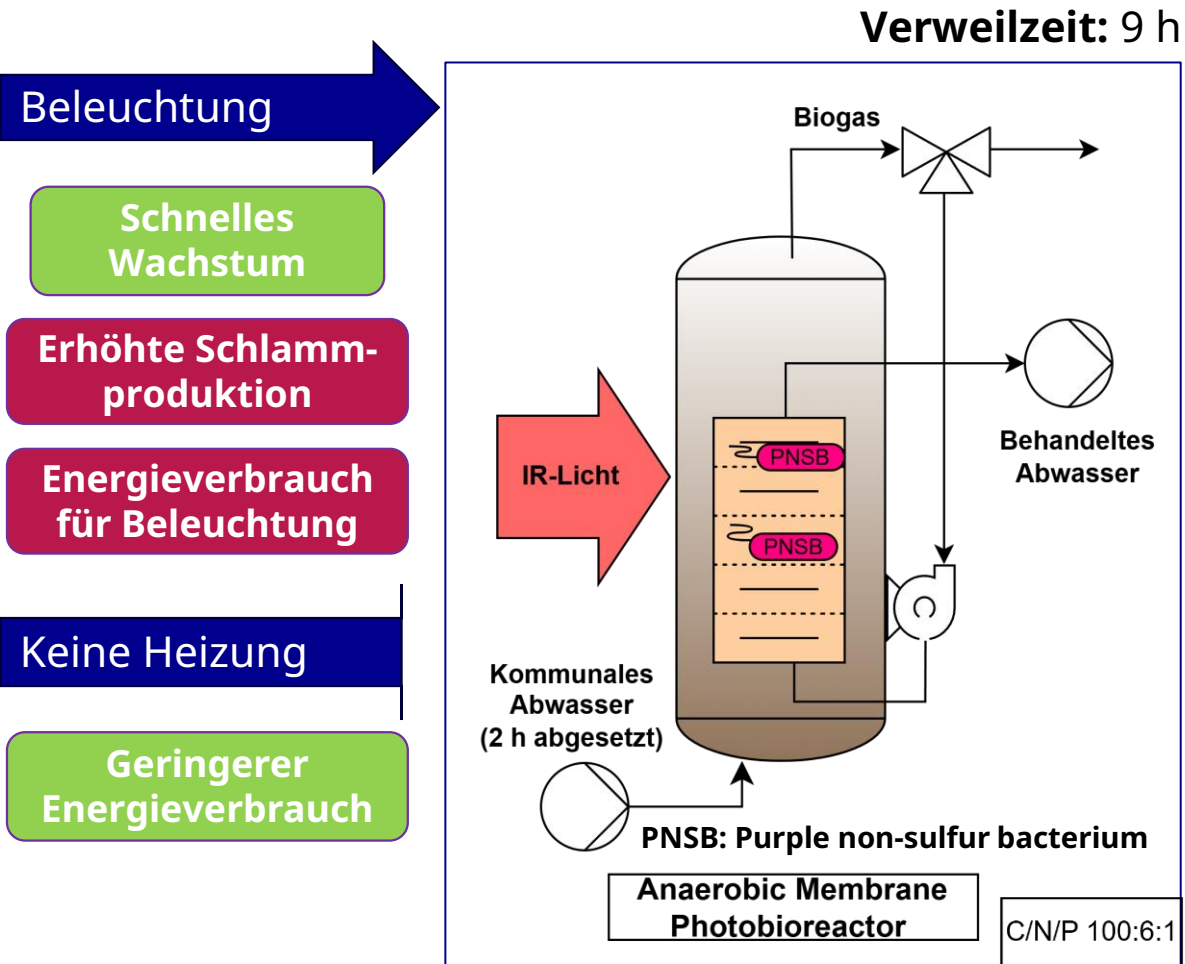 Verweilzeit: 9 h
Beleuchtung
Schnelles
Wachstum
Erhöhte Schlamm-
produktion
Energieverbrauch
für Beleuchtung
Keine Heizung
Geringerer
Energieverbrauch
Biogas
IR-Licht
PNSB
PNSB
Behandeltes
Abwasser
Kommunales
Abwasser
(2 h abgesetzt)
PNSB: Purple non-sulfur bacterium
Anaerobic Membrane
Photobioreactor
C/N/P 100:6:1